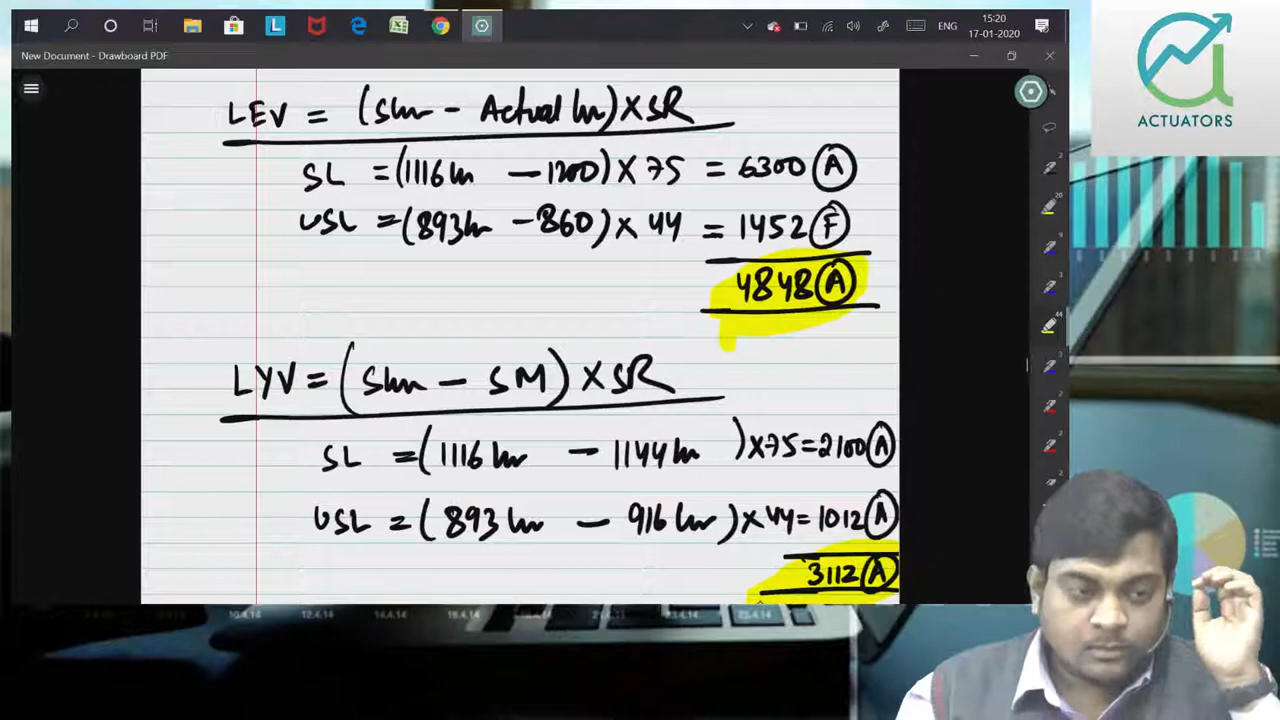 15:20
ENG
17-01-2020
New Document - Drawboard PDF
ACTUATORS
LEV = (SHr - Actual Hr) X SR
SL = (1116 hr - 1200) X 75 = 6300 (A)
USL = (893 hr - 860) X 44 = 1452 (F)
4848 (A)
LYV = (SHr - SM) X SR
SL = (1116 hr - 1144 hr) X 75 = 2100 (A)
USL = (893 hr - 916 hr) X 44 = 1012 (A)
3112 (A)